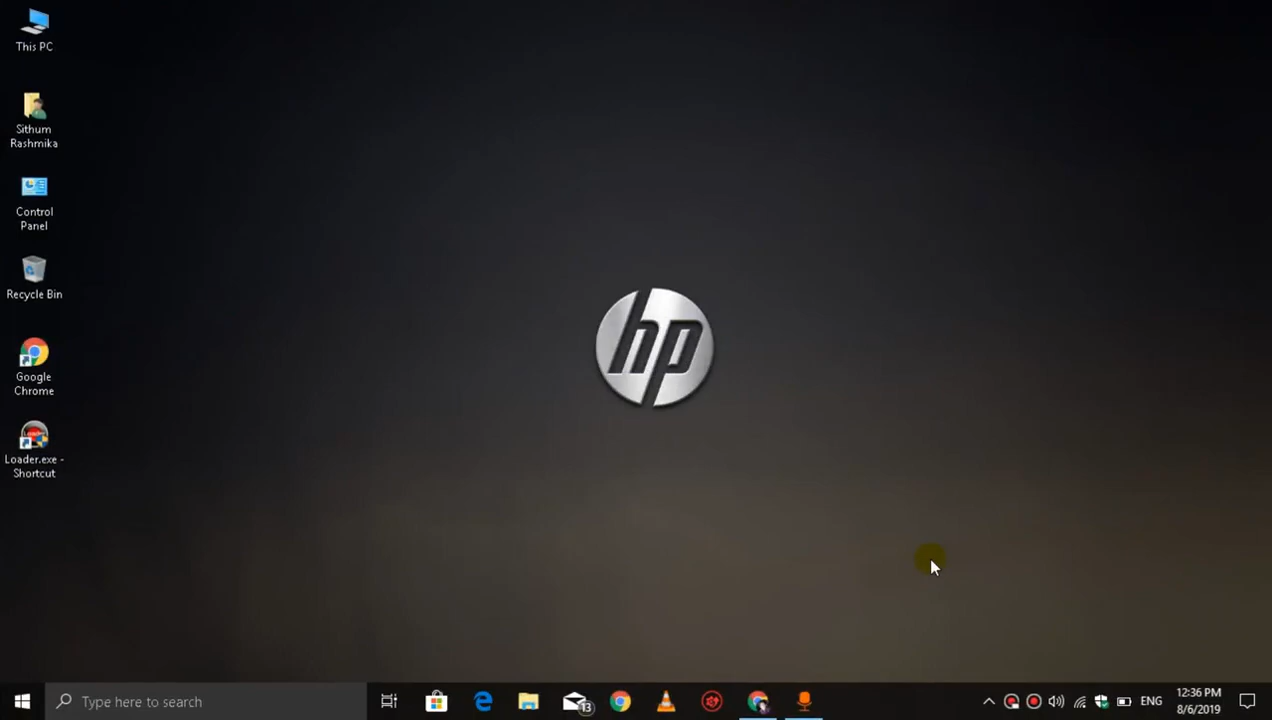 This PC
Sithum
Rashmika
Control
Panel
Recycle Bin
Google
Chrome
Loader.exe -
Shortcut
hp
Type here to search
13
ENG
12:36 PM
8/6/2019